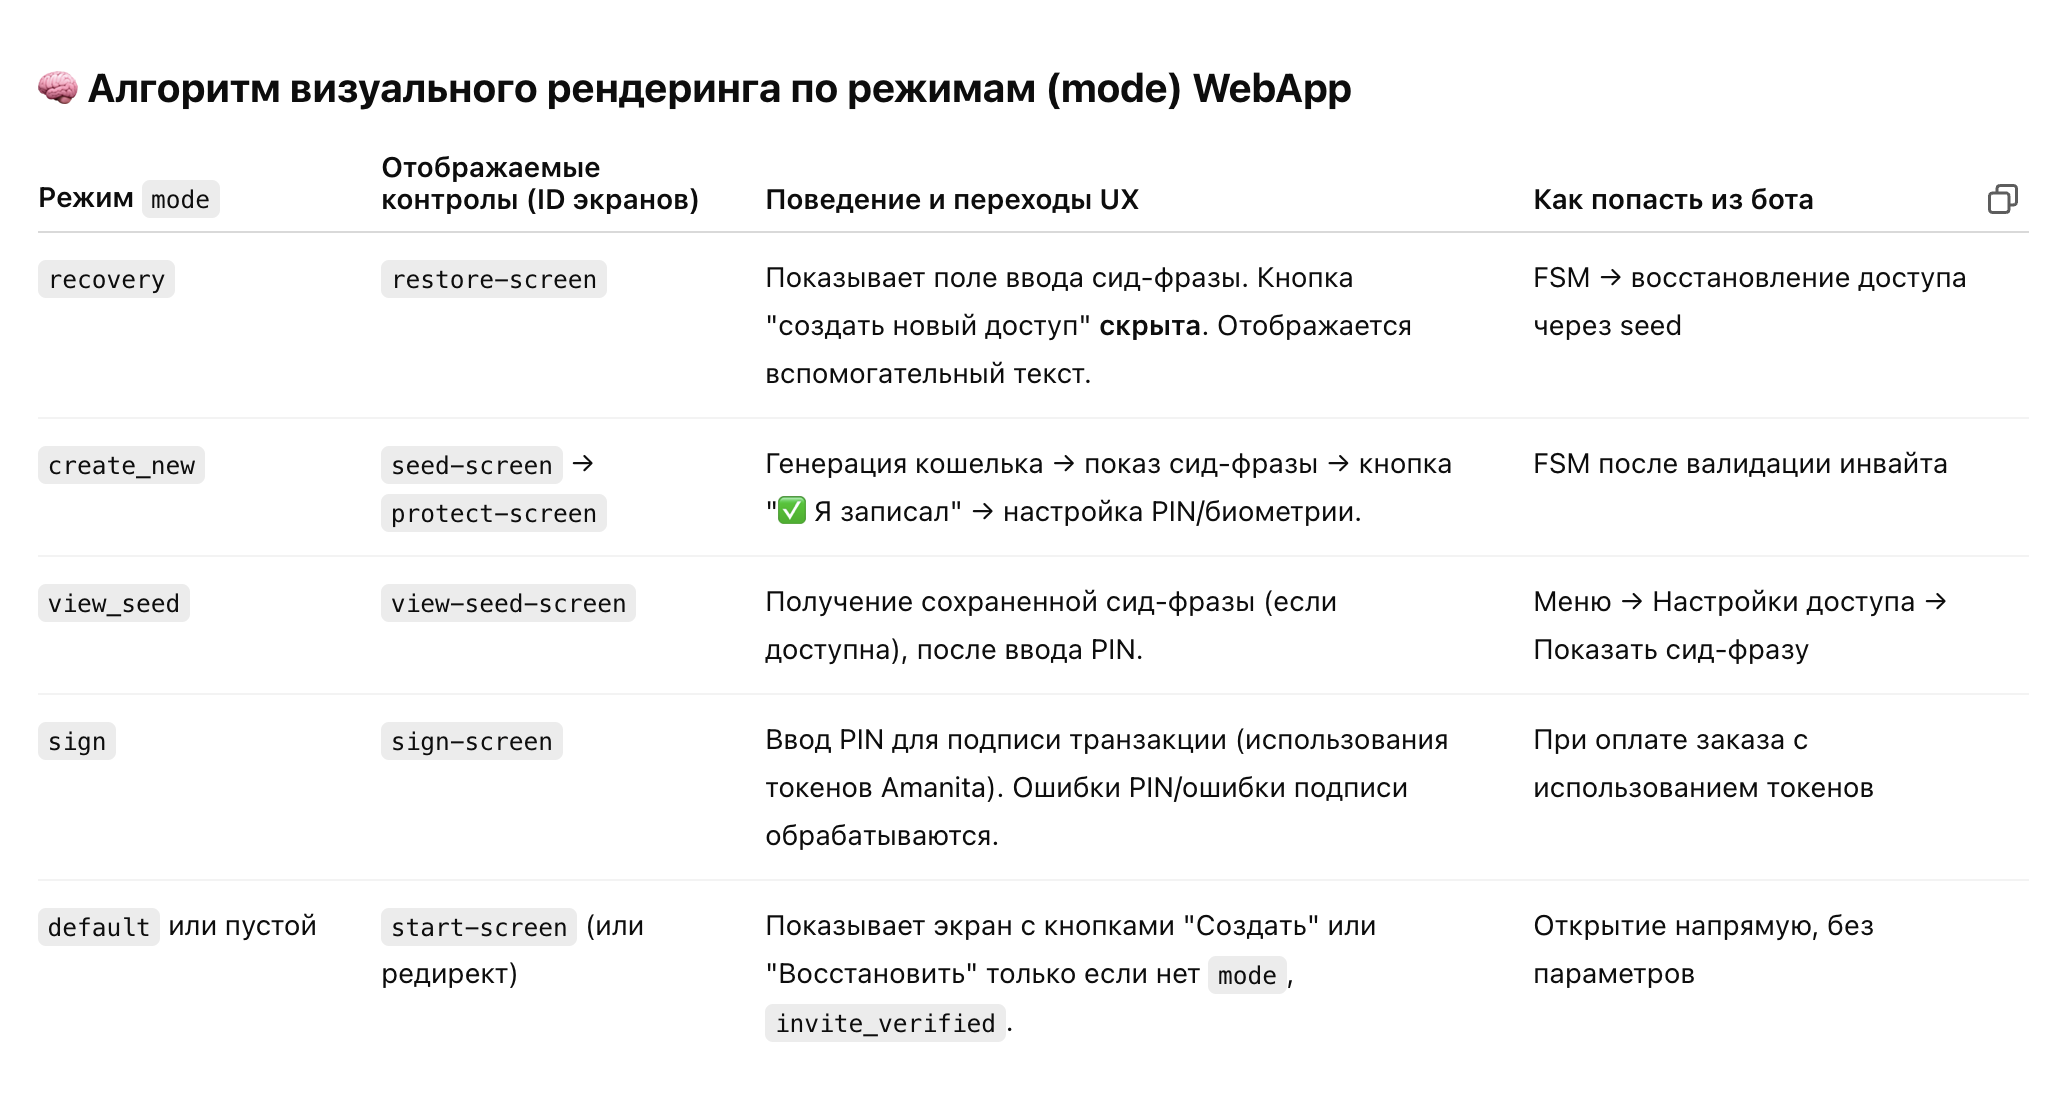 🧠 Алгоритм визуального рендеринга по режимам (mode) WebApp
Режим mode
Отображаемые
контролы (ID экранов)
Поведение и переходы UX
Как попасть из бота
recovery
restore-screen
Показывает поле ввода сид-фразы. Кнопка
"создать новый доступ" скрыта. Отображается
вспомогательный текст.
FSM → восстановление доступа
через seed
create_new
seed-screen →
protect-screen
Генерация кошелька → показ сид-фразы → кнопка
"✅ Я записал" → настройка PIN/биометрии.
FSM после валидации инвайта
view_seed
view-seed-screen
Получение сохраненной сид-фразы (если
доступна), после ввода PIN.
Меню → Настройки доступа →
Показать сид-фразу
sign
sign-screen
Ввод PIN для подписи транзакции (использования
токенов Amanita). Ошибки PIN/ошибки подписи
обрабатываются.
При оплате заказа с
использованием токенов
default или пустой
start-screen (или
редирект)
Показывает экран с кнопками "Создать" или
"Восстановить" только если нет mode,
invite_verified.
Открытие напрямую, без
параметров